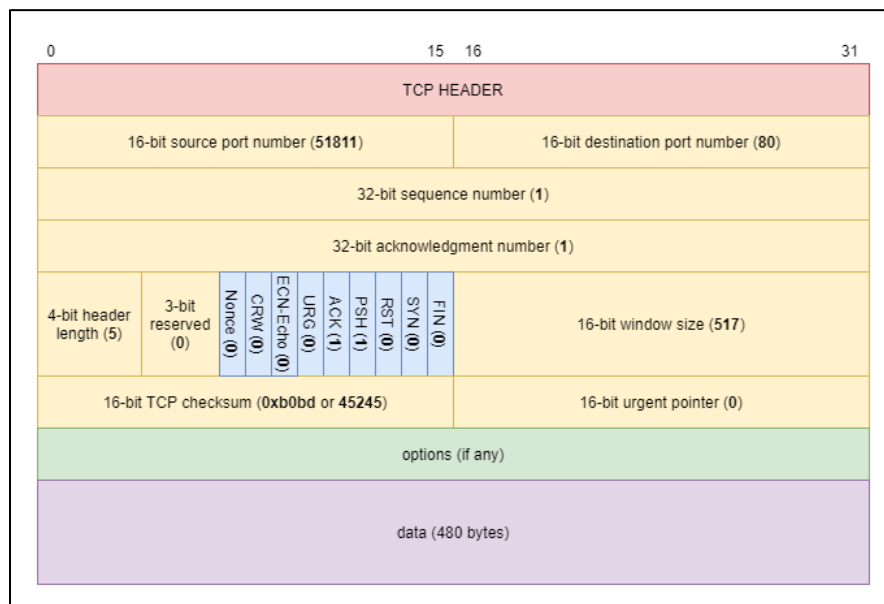 0 15 16 31
TCP HEADER
16-bit source port number (51811) 16-bit destination port number (80)
32-bit sequence number (1)
32-bit acknowledgment number (1)
4-bit header
length (5)
3-bit
reserved
(0)
Nonce (0)
CRW (0)
ECN-Echo (0)
URG (0)
ACK (1)
PSH (1)
RST (0)
SYN (0)
FIN (0)
16-bit window size (517)
16-bit TCP checksum (0xb0bd or 45245) 16-bit urgent pointer (0)
options (if any)
data (480 bytes)